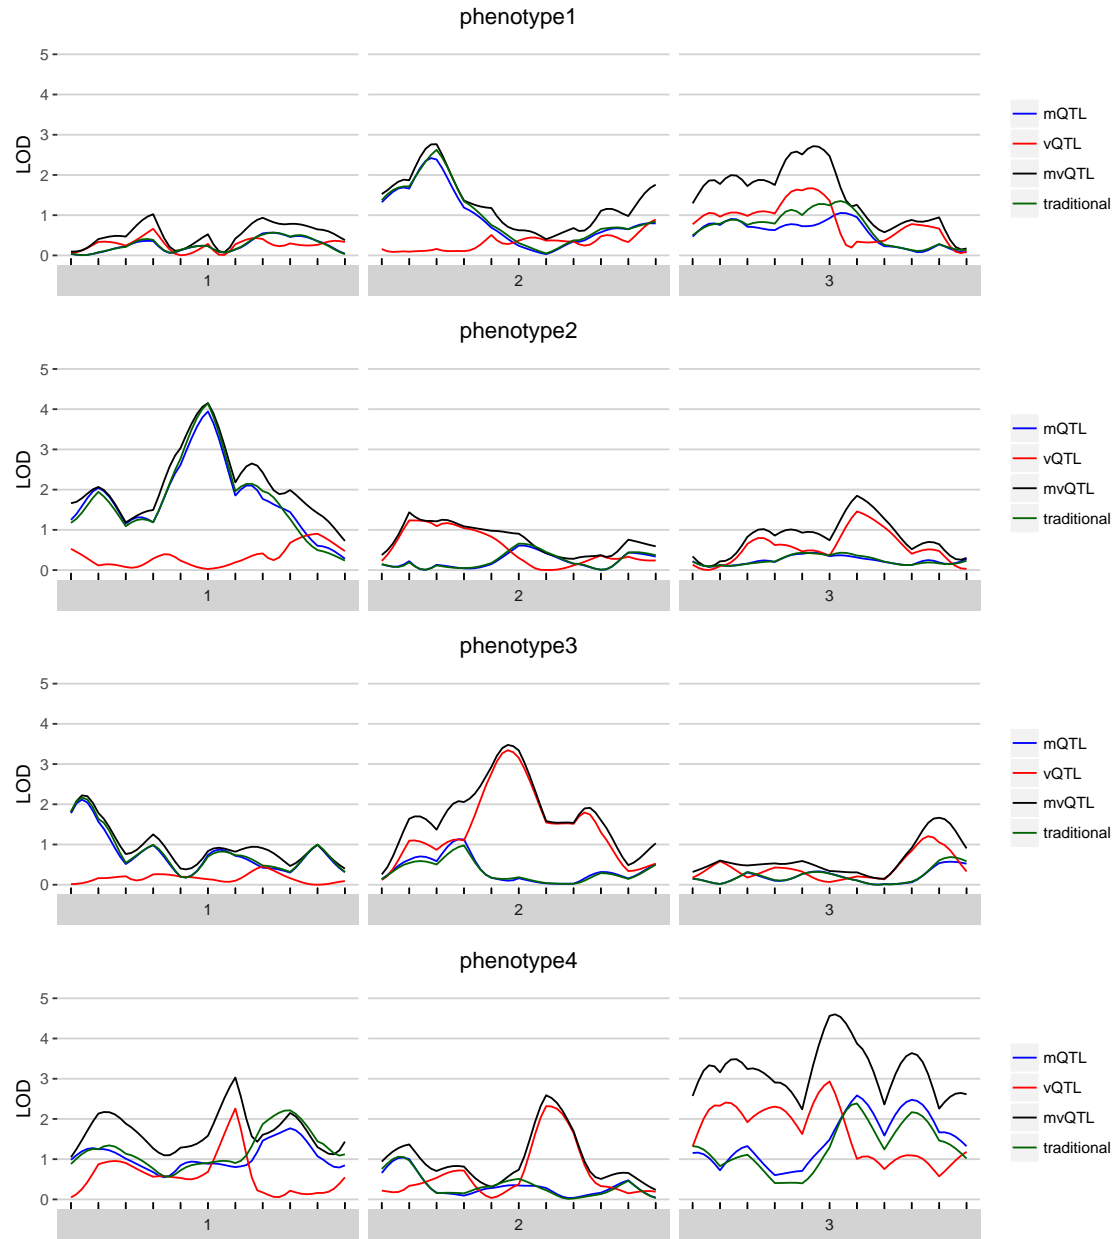 phenotype1
5
4
3
2
1
0
LOD
1
2
3
mQTL
vQTL
mvQTL
traditional
phenotype2
5
4
3
2
1
0
LOD
1
2
3
mQTL
vQTL
mvQTL
traditional
phenotype3
5
4
3
2
1
0
LOD
1
2
3
mQTL
vQTL
mvQTL
traditional
phenotype4
5
4
3
2
1
0
LOD
1
2
3
mQTL
vQTL
mvQTL
traditional